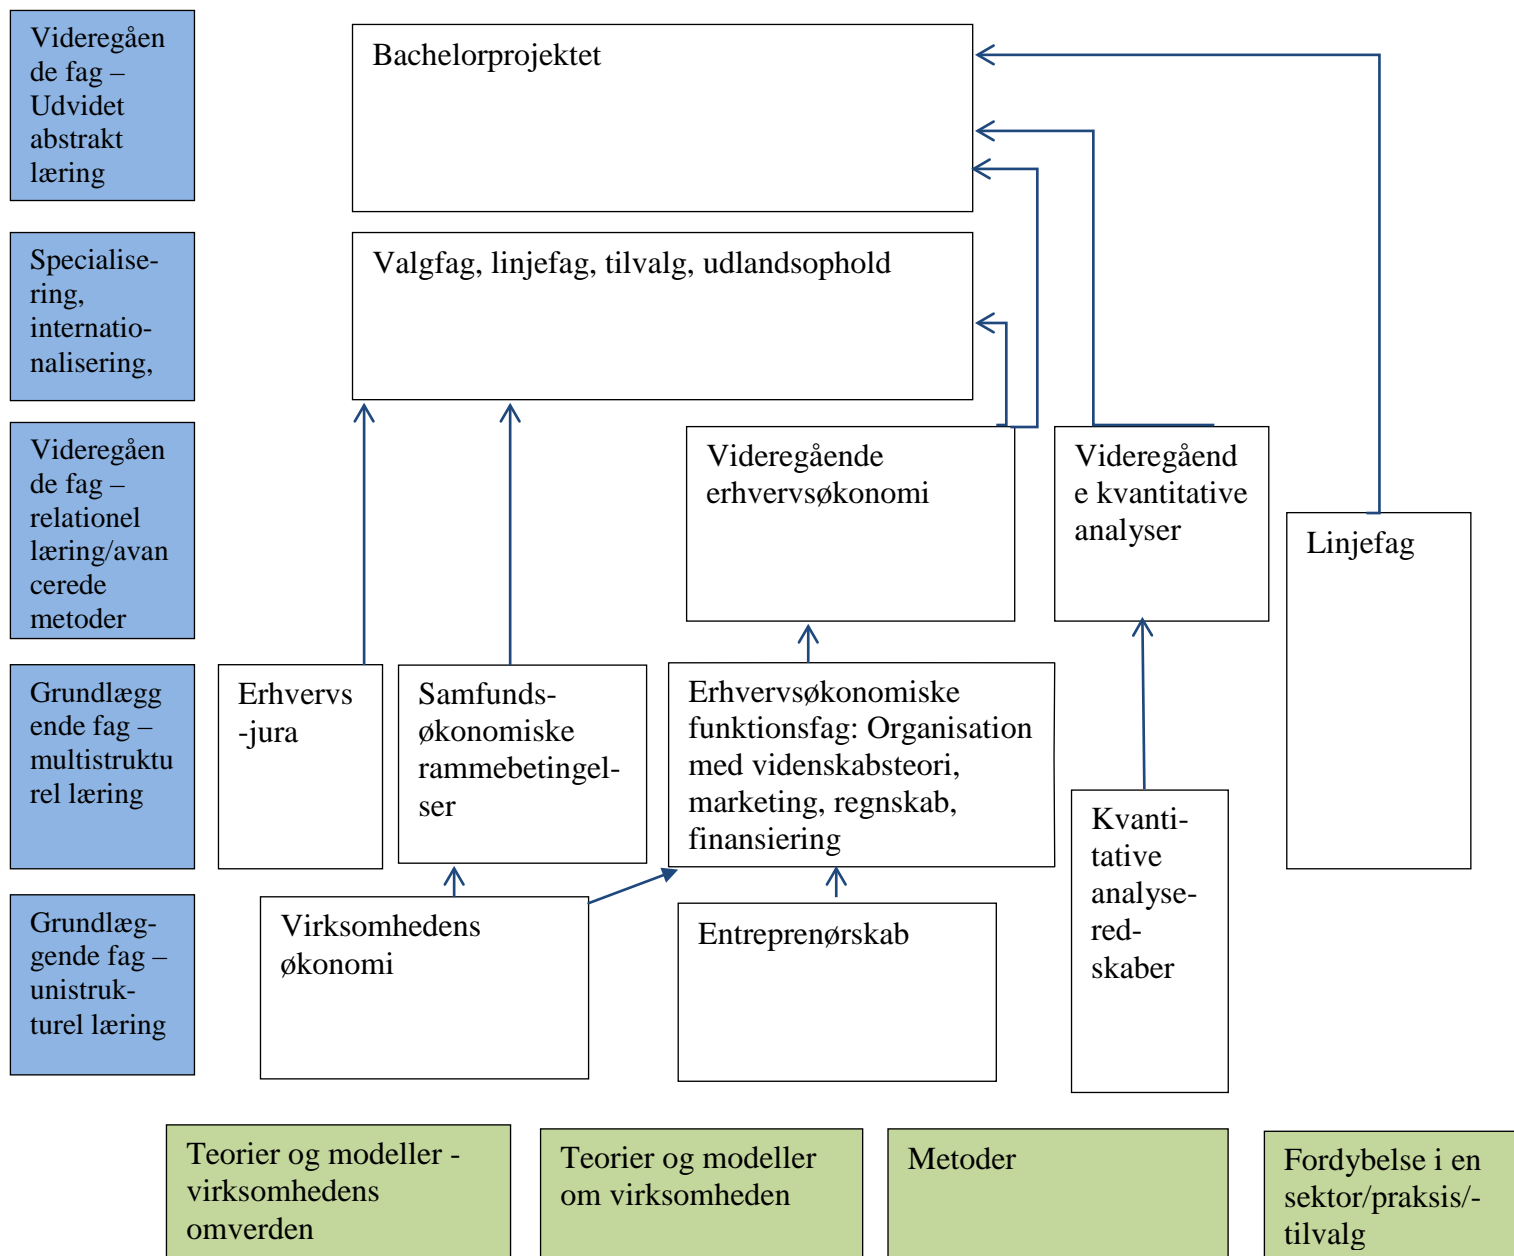 Videregåen
de fag –
Udvidet
abstrakt
læring
Bachelorprojektet
Specialise-
ring,
internatio-
nalisering,
Valgfag, linjefag, tilvalg, udlandsophold
Videregåen
de fag –
relationel
læring/avan
cerede
metoder
Videregående
erhvervsøkonomi
Videregåend
e kvantitative
analyser
Linjefag
Grundlægg
ende fag –
multistruktu
rel læring
Erhvervs
-jura
Samfunds-
økonomiske
rammebetingel-
ser
Erhvervsøkonomiske
funktionsfag: Organisation
med videnskabsteori,
marketing, regnskab,
finansiering
Kvanti-
tative
analyse-
red-
skaber
Grundlæg-
gende fag –
unistruk-
turel læring
Virksomhedens
økonomi
Entreprenørskab
Teorier og modeller -
virksomhedens
omverden
Teorier og modeller
om virksomheden
Metoder
Fordybelse i en
sektor/praksis/-
tilvalg